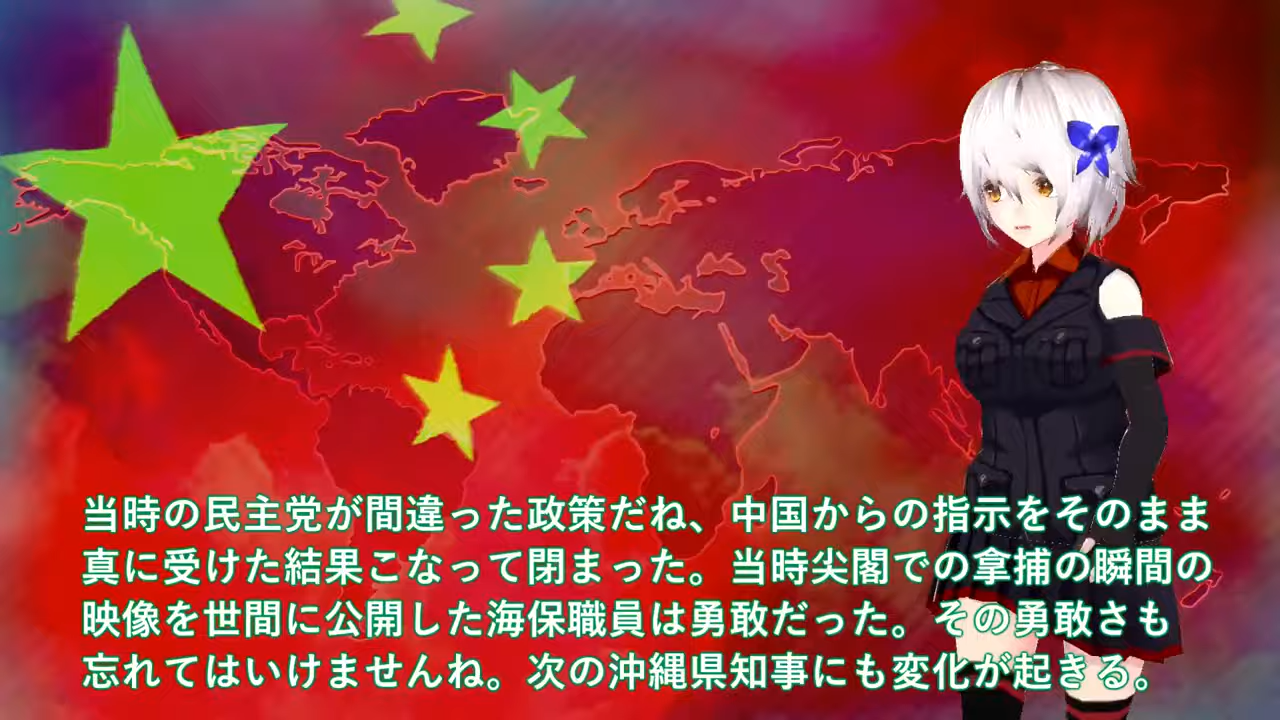 当時の民主党が間違った政策だね、中国からの指示をそのまま
真に受けた結果こなって閉まった。当時尖閣での拿捕の瞬間の
映像を世間に公開した海保職員は勇敢だった。その勇敢さも
忘れてはいけませんね。次の沖縄県知事にも変化が起きる。